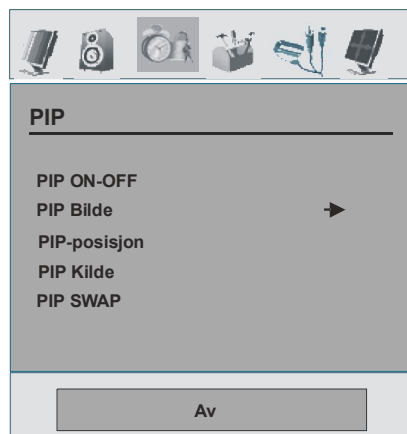 PIP
PIP ON-OFF
PIP Bilde
PIP-posisjon
PIP Kilde
PIP SWAP
Av